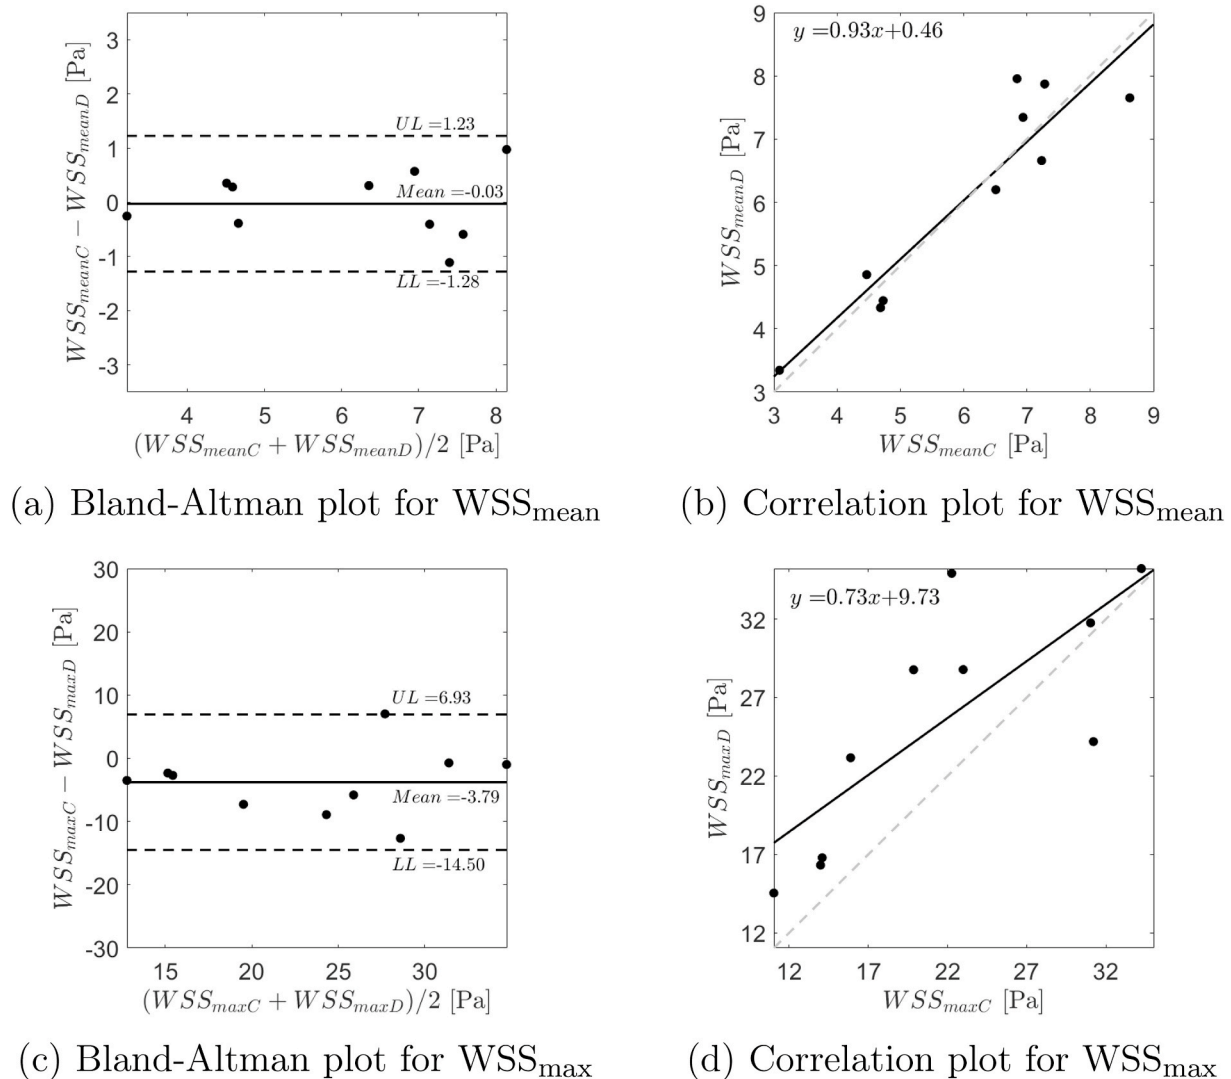 3
2
1
0
-1
-2
-3
WSS_meanC − WSS_meanD [Pa]
UL =1.23
Mean =-0.03
LL =-1.28
4 5 6 7 8
(WSS_meanC + WSS_meanD)/2 [Pa]
(a) Bland-Altman plot for WSS_mean
9
8
7
6
5
4
3
WSS_meanD [Pa]
y =0.93x+0.46
3 4 5 6 7 8 9
WSS_meanC [Pa]
(b) Correlation plot for WSS_mean
30
20
10
0
-10
-20
-30
WSS_maxC − WSS_maxD [Pa]
UL =6.93
Mean =-3.79
LL =-14.50
15 20 25 30
(WSS_maxC + WSS_maxD)/2 [Pa]
(c) Bland-Altman plot for WSS_max
32
27
22
17
12
WSS_maxD [Pa]
y =0.73x+9.73
12 17 22 27 32
WSS_maxC [Pa]
(d) Correlation plot for WSS_max